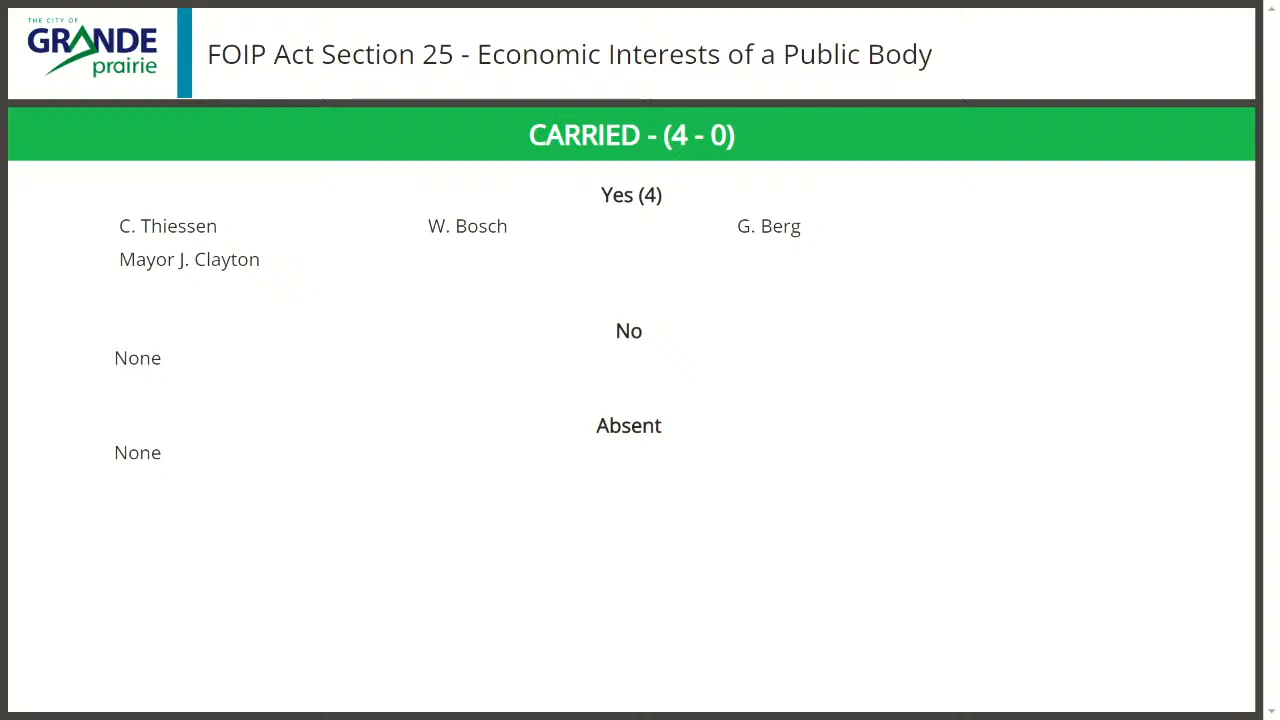 THE CITY OF
GRANDE
prairie
FOIP Act Section 25 - Economic Interests of a Public Body
CARRIED - (4 - 0)
Yes (4)
C. Thiessen W. Bosch G. Berg
Mayor J. Clayton
No
None
Absent
None